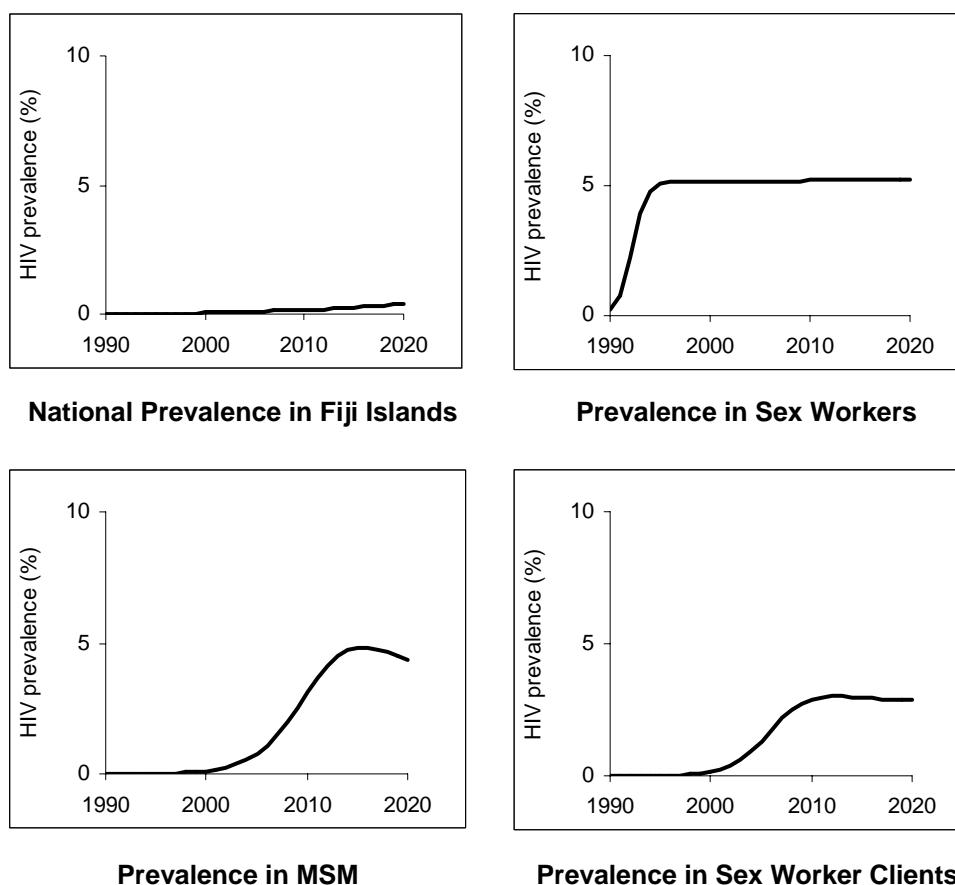 10
5
0
HIV prevalence (%)
1990 2000 2010 2020
National Prevalence in Fiji Islands
10
5
0
HIV prevalence (%)
1990 2000 2010 2020
Prevalence in Sex Workers
10
5
0
HIV prevalence (%)
1990 2000 2010 2020
Prevalence in MSM
10
5
0
HIV prevalence (%)
1990 2000 2010 2020
Prevalence in Sex Worker Clients